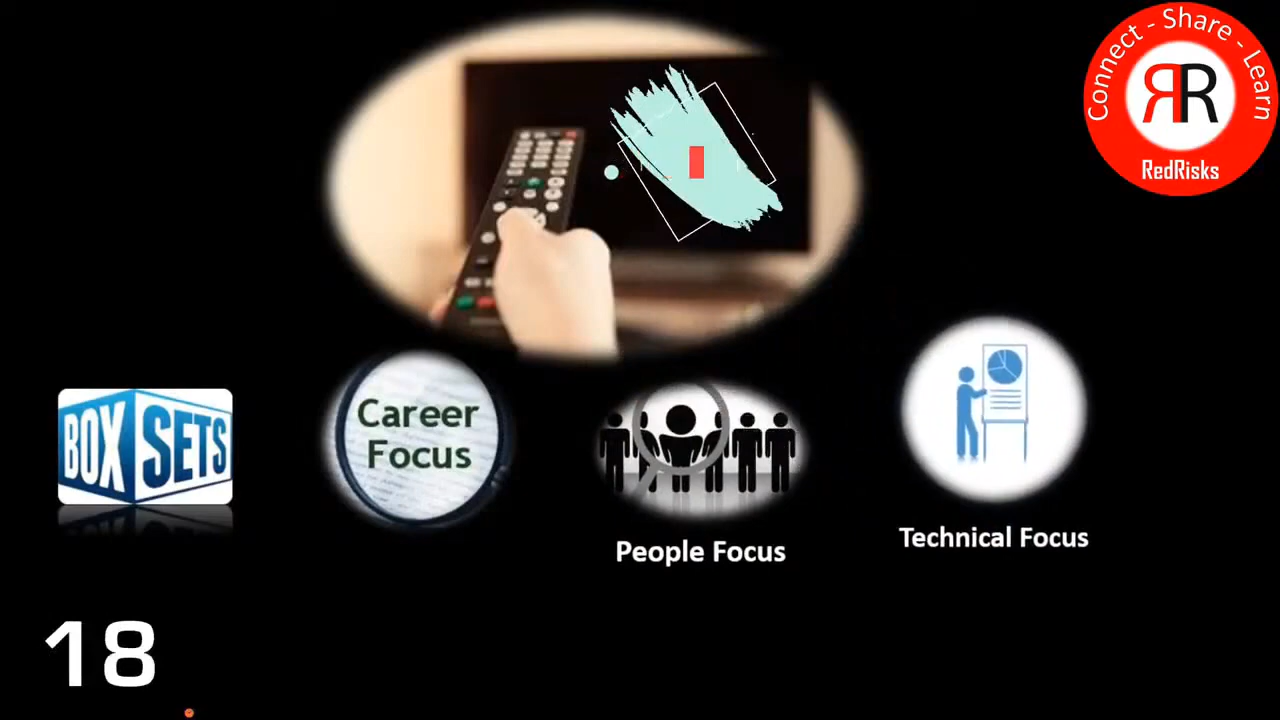 Connect - Share - Learn
RR
RedRisks
BOX SETS
Career
Focus
People Focus
Technical Focus
18